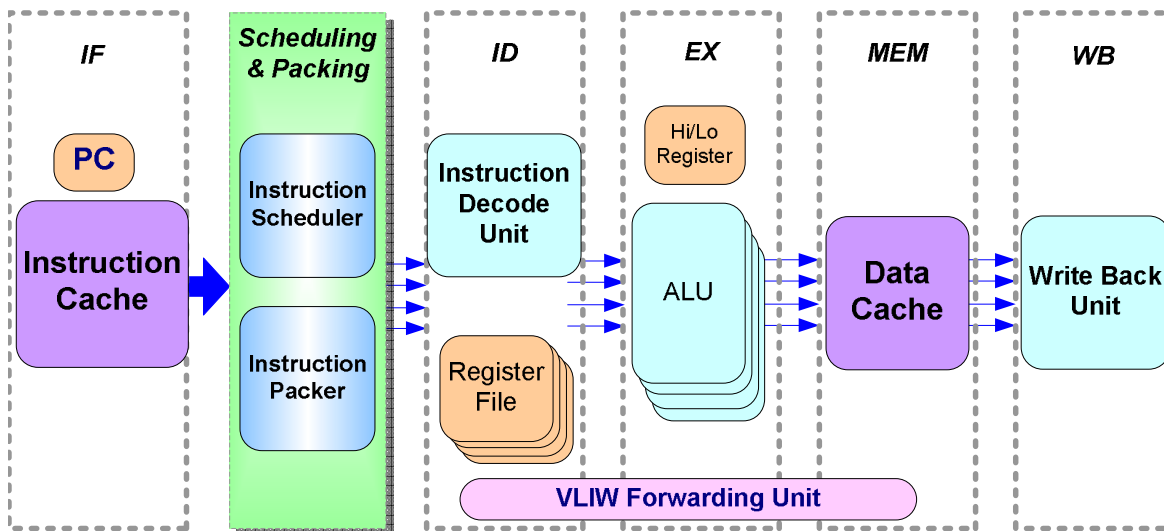 IF
Scheduling
& Packing
ID
EX
MEM
WB
PC
Instruction
Cache
Instruction
Scheduler
Instruction
Packer
Instruction
Decode
Unit
Register
File
Hi/Lo
Register
ALU
Data
Cache
Write Back
Unit
VLIW Forwarding Unit